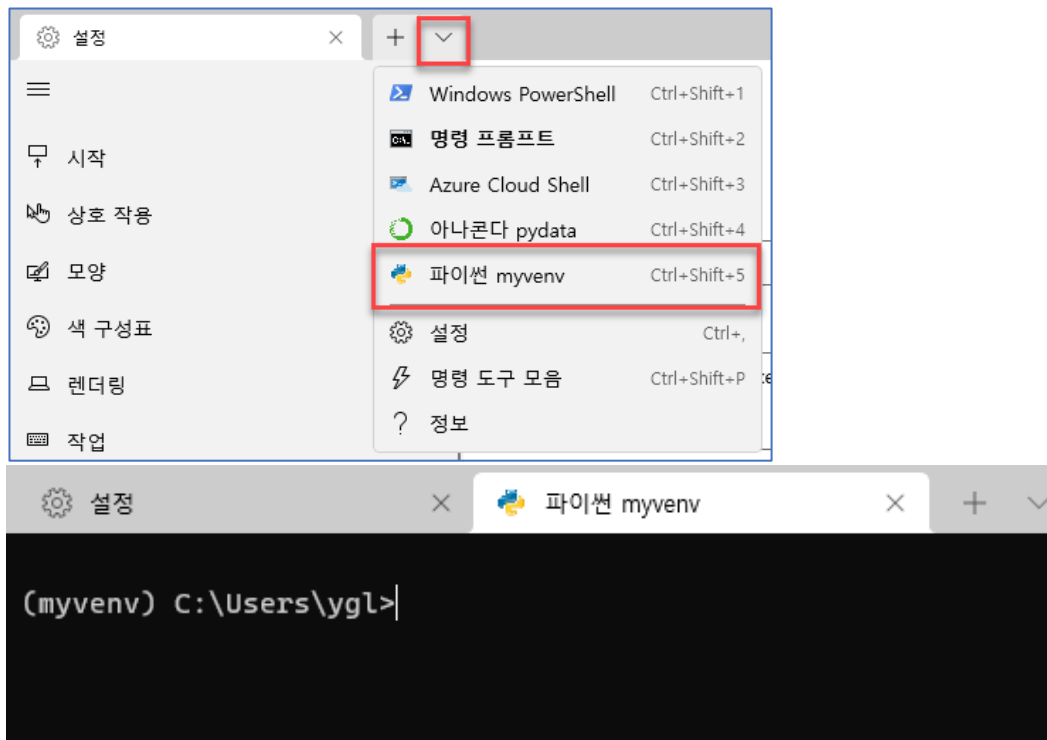 설정
Windows PowerShell Ctrl+Shift+1
명령 프롬프트 Ctrl+Shift+2
Azure Cloud Shell Ctrl+Shift+3
아나콘다 pydata Ctrl+Shift+4
파이썬 myvenv Ctrl+Shift+5
설정 Ctrl+,
명령 도구 모음 Ctrl+Shift+P
정보
시작
상호 작용
모양
색 구성표
렌더링
작업
설정
파이썬 myvenv
(myvenv) C:\Users\ygl>